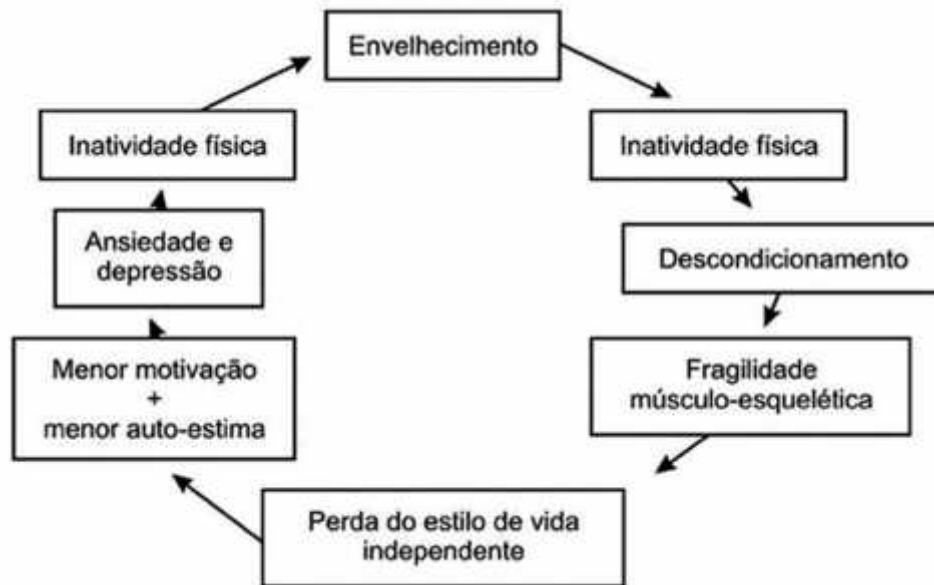 Envelhecimento
Inatividade física
Descondicionamento
Fragilidade
músculo-esquelética
Perda do estilo de vida
independente
Menor motivação
+
menor auto-estima
Ansiedade e
depressão
Inatividade física